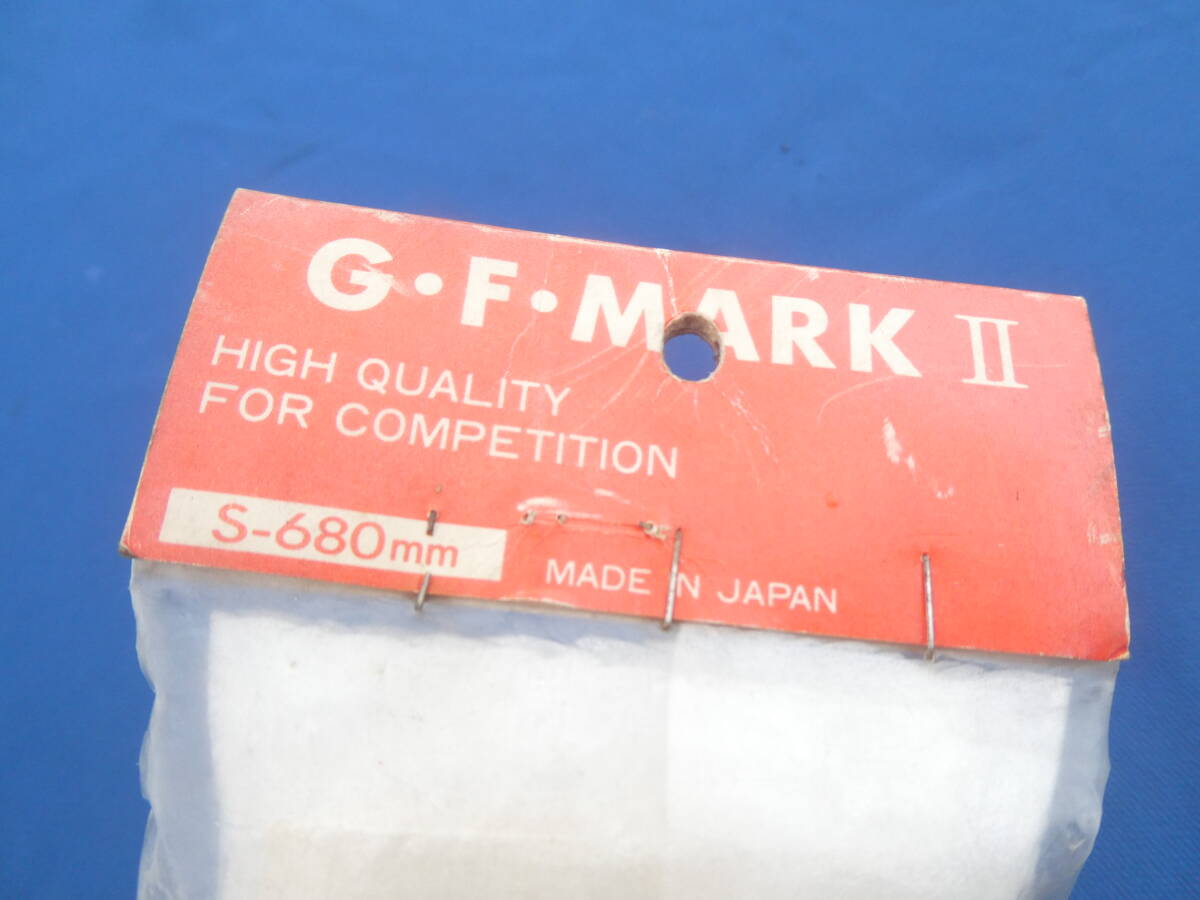 G·F·MARK II
HIGH QUALITY
FOR COMPETITION
S-680mm
MADE IN JAPAN